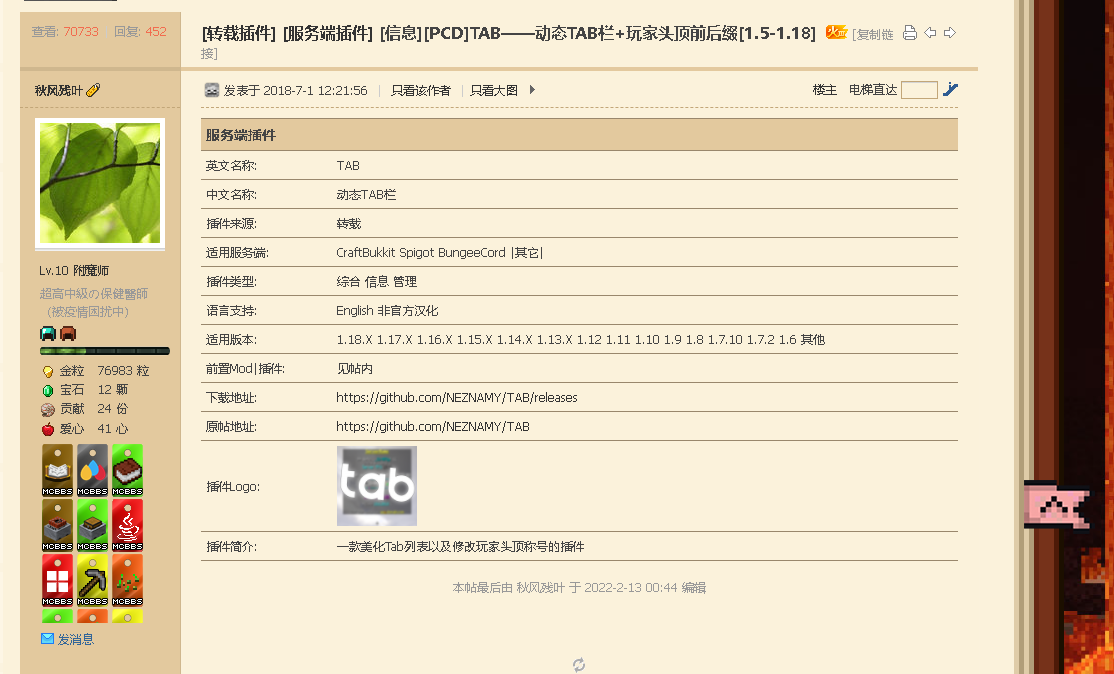 查看: 70733 回复: 452
[转载插件] [服务端插件] [信息][PCD]TAB——动态TAB栏+玩家头顶前后缀[1.5-1.18] 火 [复制链
接]
秋风残叶
发表于 2018-7-1 12:21:56 | 只看该作者 | 只看大图
楼主 电梯直达
服务端插件
英文名称: TAB
中文名称: 动态TAB栏
插件来源: 转载
适用服务端: CraftBukkit Spigot BungeeCord |其它|
插件类型: 综合 信息 管理
语言支持: English 非官方汉化
适用版本: 1.18.X 1.17.X 1.16.X 1.15.X 1.14.X 1.13.X 1.12 1.11 1.10 1.9 1.8 1.7.10 1.7.2 1.6 其他
前置Mod|插件: 见帖内
下载地址: https://github.com/NEZNAMY/TAB/releases
原帖地址: https://github.com/NEZNAMY/TAB
插件Logo: tab
插件简介: 一款美化Tab列表以及修改玩家头顶称号的插件
本帖最后由 秋风残叶 于 2022-2-13 00:44 编辑
Lv.10 附魔师
超高中級の保健醫師
（被疫情困扰中）
金粒 76983 粒
宝石 12 颗
贡献 24 份
爱心 41 心
MCBBS MCBBS MCBBS
MCBBS MCBBS MCBBS
MCBBS MCBBS MCBBS
发消息